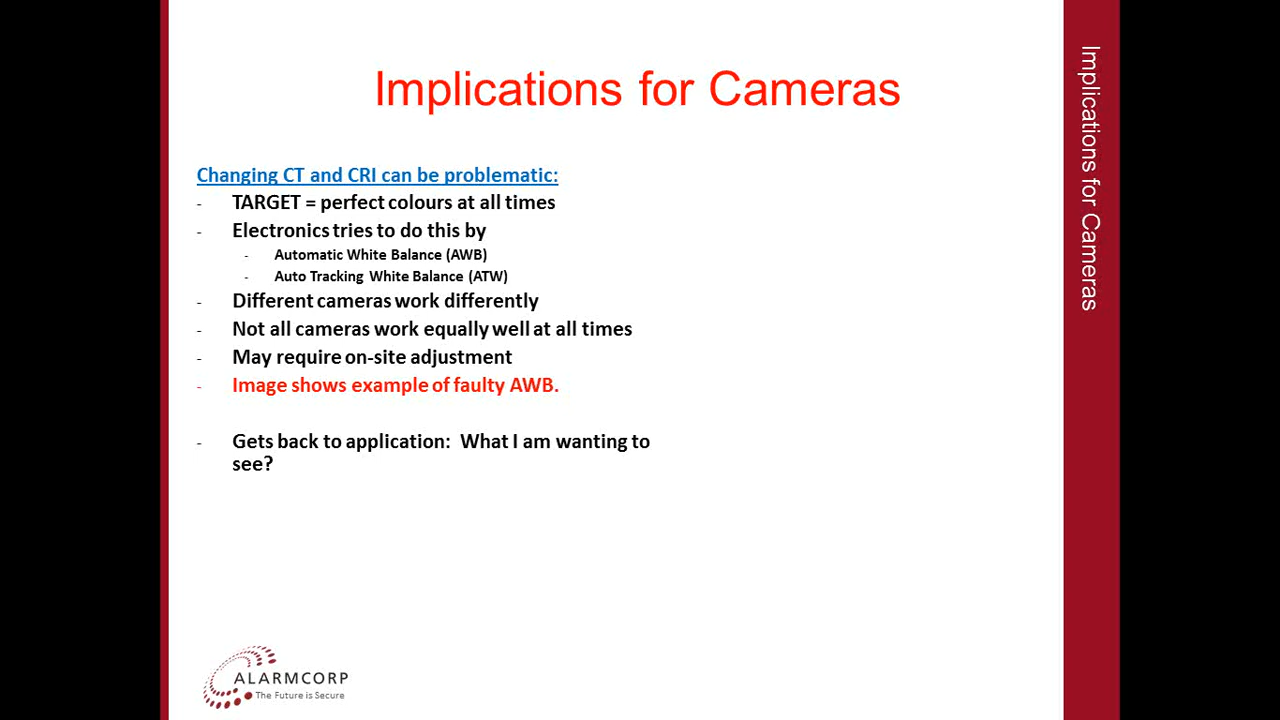 Implications for Cameras
Implications for Cameras
Changing CT and CRI can be problematic:
- TARGET = perfect colours at all times
- Electronics tries to do this by
- Automatic White Balance (AWB)
- Auto Tracking White Balance (ATW)
- Different cameras work differently
- Not all cameras work equally well at all times
- May require on-site adjustment
- Image shows example of faulty AWB.
- Gets back to application: What I am wanting to
see?
ALARMCORP
The Future is Secure